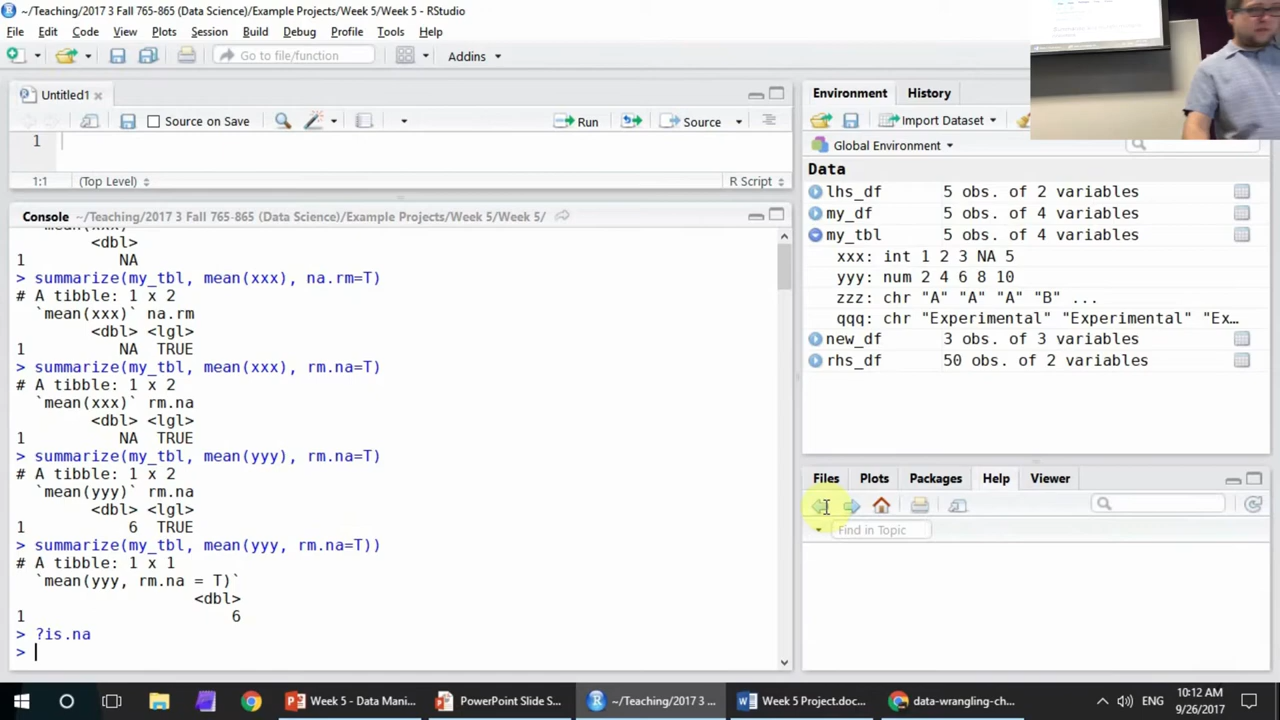 ~/Teaching/2017 3 Fall 765-865 (Data Science)/Example Projects/Week 5/Week 5 - RStudio
File Edit Code View Plots Session Build Debug Profile Tools Help
Go to file/function Addins
Untitled1
Source on Save Run Source
1
1:1 (Top Level) R Script
Console ~/Teaching/2017 3 Fall 765-865 (Data Science)/Example Projects/Week 5/Week 5/
`mean(xxx)`
<dbl>
1 NA
> summarize(my_tbl, mean(xxx), na.rm=T)
# A tibble: 1 x 2
`mean(xxx)` na.rm
<dbl> <lgl>
1 NA TRUE
> summarize(my_tbl, mean(xxx), rm.na=T)
# A tibble: 1 x 2
`mean(xxx)` rm.na
<dbl> <lgl>
1 NA TRUE
> summarize(my_tbl, mean(yyy), rm.na=T)
# A tibble: 1 x 2
`mean(yyy)` rm.na
<dbl> <lgl>
1 6 TRUE
> summarize(my_tbl, mean(yyy, rm.na=T))
# A tibble: 1 x 1
`mean(yyy, rm.na = T)`
<dbl>
1 6
> ?is.na
>
Environment History
Import Dataset
Global Environment
Data
lhs_df 5 obs. of 2 variables
my_df 5 obs. of 4 variables
my_tbl 5 obs. of 4 variables
xxx: int 1 2 3 NA 5
yyy: num 2 4 6 8 10
zzz: chr "A" "A" "A" "B" ...
qqq: chr "Experimental" "Experimental" "Ex…
new_df 3 obs. of 3 variables
rhs_df 50 obs. of 2 variables
Files Plots Packages Help Viewer
Find in Topic
Week 5 - Data Mani...
PowerPoint Slide S...
~/Teaching/2017 3 ...
Week 5 Project.doc...
data-wrangling-ch...
ENG
10:12 AM
9/26/2017